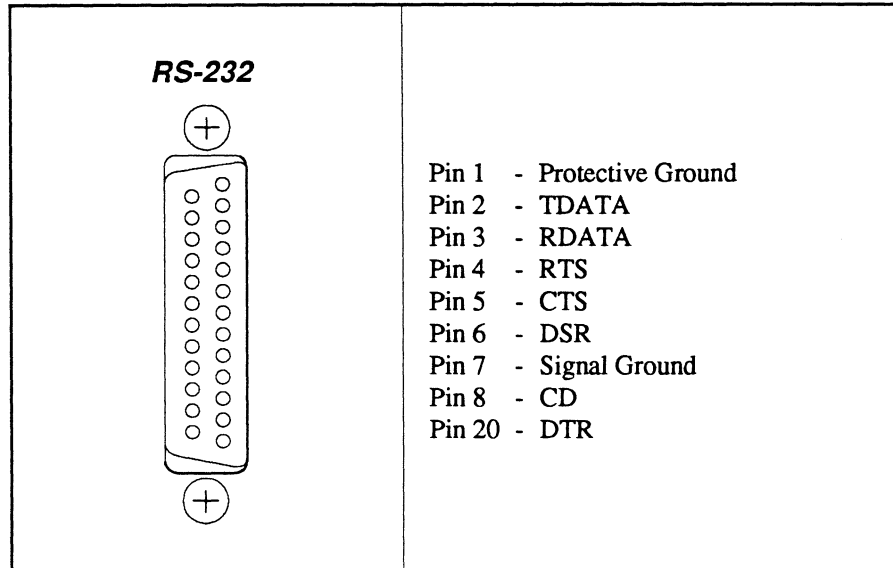 RS-232
Pin 1 - Protective Ground
Pin 2 - TDATA
Pin 3 - RDATA
Pin 4 - RTS
Pin 5 - CTS
Pin 6 - DSR
Pin 7 - Signal Ground
Pin 8 - CD
Pin 20 - DTR